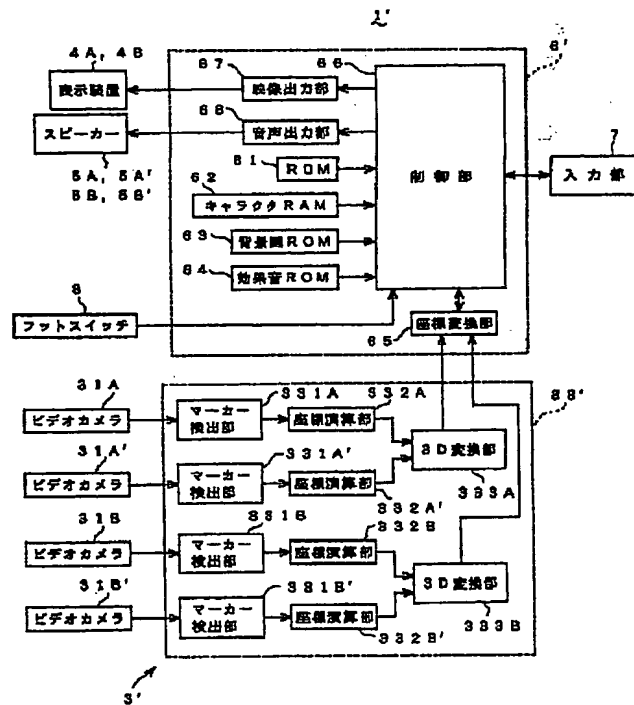 2'
4A, 4B
表示装置
67
映像出力部
66
6'
スピーカー
68
音声出力部
5A, 5A'
5B, 5B'
61
ROM
制御部
7
入力部
62
キャラクタRAM
63
背景画ROM
64
効果音ROM
8
フットスイッチ
65
座標変換部
31A
ビデオカメラ
331A
マーカー
検出部
332A
座標演算部
33'
31A'
ビデオカメラ
331A'
マーカー
検出部
座標演算部
332A'
3D変換部
333A
31B
ビデオカメラ
331B
マーカー
検出部
332B
座標演算部
31B'
ビデオカメラ
331B'
マーカー
検出部
座標演算部
332B'
3D変換部
333B
3'